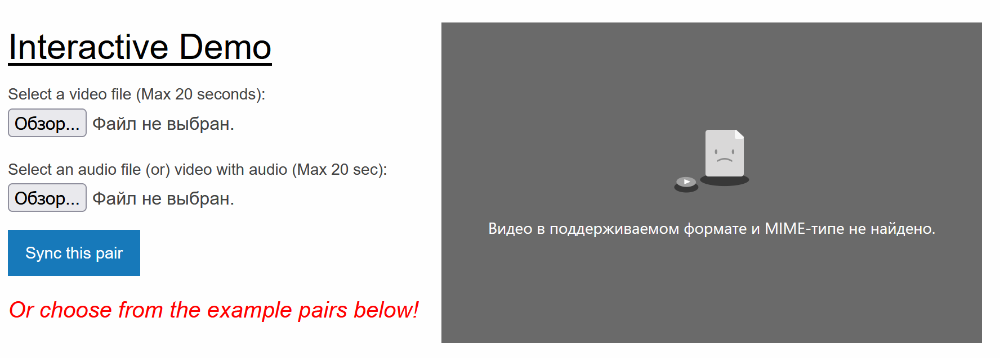 Interactive Demo
Select a video file (Max 20 seconds):
Обзор... Файл не выбран.
Select an audio file (or) video with audio (Max 20 sec):
Обзор... Файл не выбран.
Sync this pair
Or choose from the example pairs below!
Видео в поддерживаемом формате и MIME-типе не найдено.